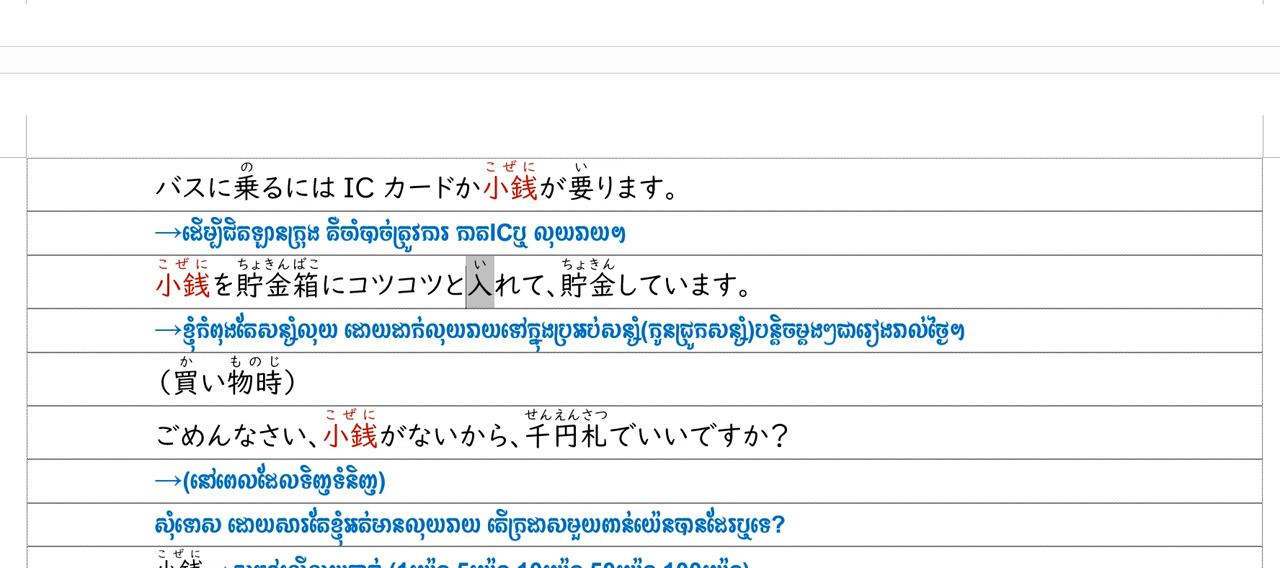 バスに乗るには IC カードか小銭が要ります。
→ដើម្បីជិតឡានក្រុង គឺចាំបាច់ត្រូវការ កាតICឬ លុយរាយៗ
小銭を貯金箱にコツコツと入れて、貯金しています。
→ខ្ញុំកំពុងតែសន្សំលុយ ដោយដាក់លុយរាយទៅក្នុងប្រអប់សន្សំ(កូនជ្រូកសន្សំ)បន្តិចម្តងៗជារៀងរាល់ថ្ងៃៗ
（買い物時）
ごめんなさい、小銭がないから、千円札でいいですか？
→(នៅពេលដែលទិញទំនិញ)
សុំទោស ដោយសារតែខ្ញុំអត់មានលុយរាយ តើក្រដាសមួយពាន់យ៉េនបានដែរឬទេ?